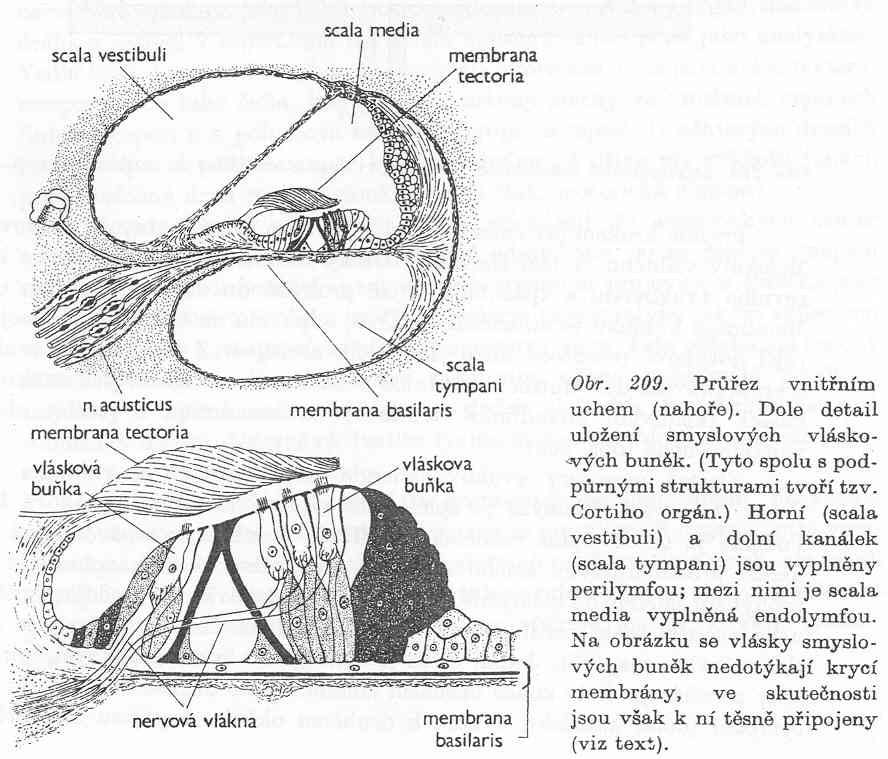 scala media
scala vestibuli
membrana
tectoria
scala
tympani
n. acusticus
membrana basilaris
membrana tectoria
vlásková
buňka
vláskova
buňka
nervová vlákna
membrana
basilaris
Obr. 209. Průřez vnitřním
uchem (nahoře). Dole detail
uložení smyslových vlásko-
vých buněk. (Tyto spolu s pod-
půrnými strukturami tvoří tzv.
Cortiho orgán.) Horní (scala
vestibuli) a dolní kanálek
(scala tympani) jsou vyplněny
perilymfou; mezi nimi je scala
media vyplněná endolymfou.
Na obrázku se vlásky smyslo-
vých buněk nedotýkají krycí
membrány, ve skutečnosti
jsou však k ní těsně připojeny
(viz text).